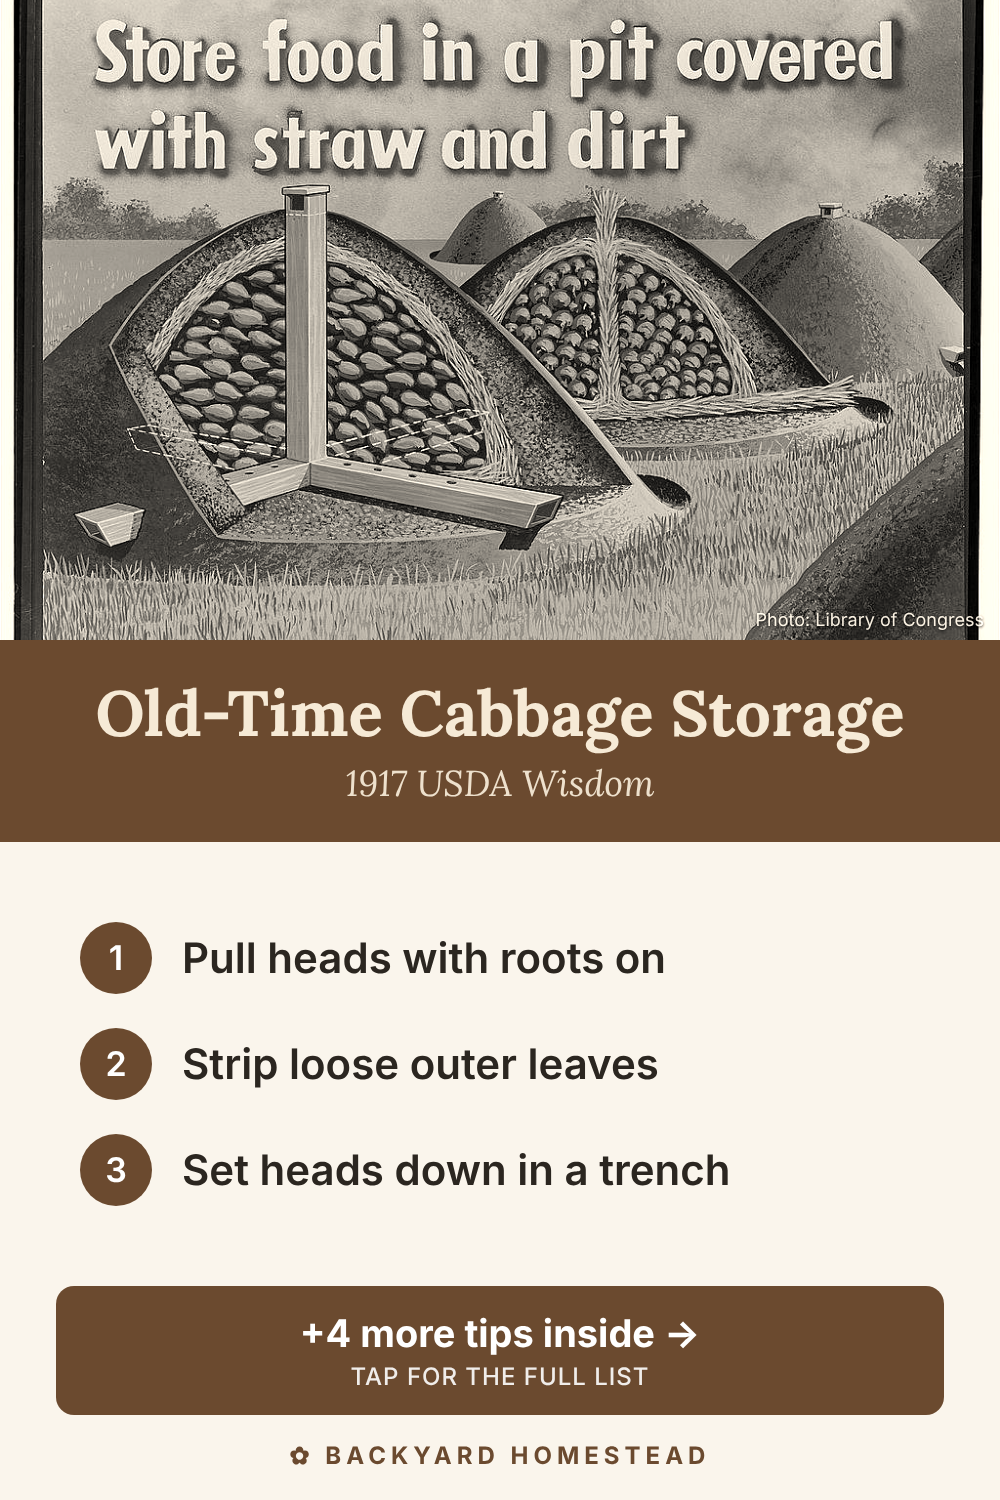 Store food in a pit covered
with straw and dirt
Photo: Library of Congress
Old-Time Cabbage Storage
1917 USDA Wisdom
1 Pull heads with roots on
2 Strip loose outer leaves
3 Set heads down in a trench
+4 more tips inside →
TAP FOR THE FULL LIST
✿ BACKYARD HOMESTEAD